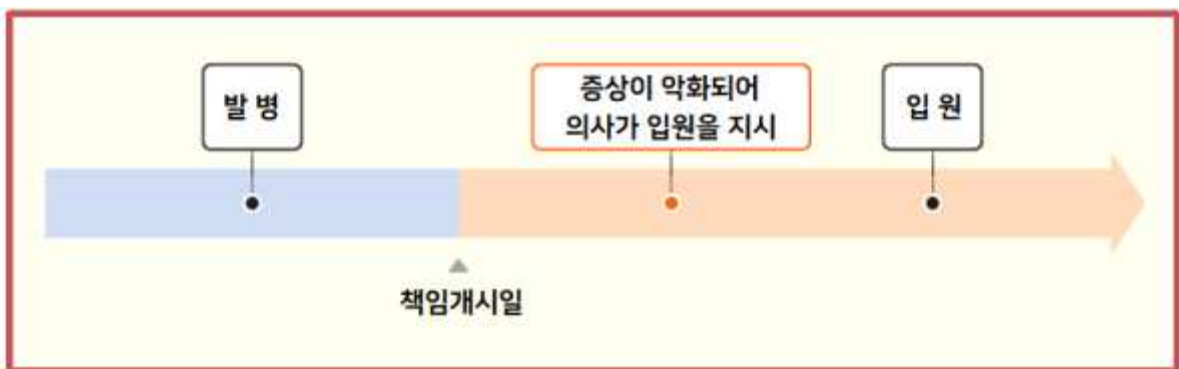 발 병
증상이 악화되어
의사가 입원을 지시
입 원
책임개시일